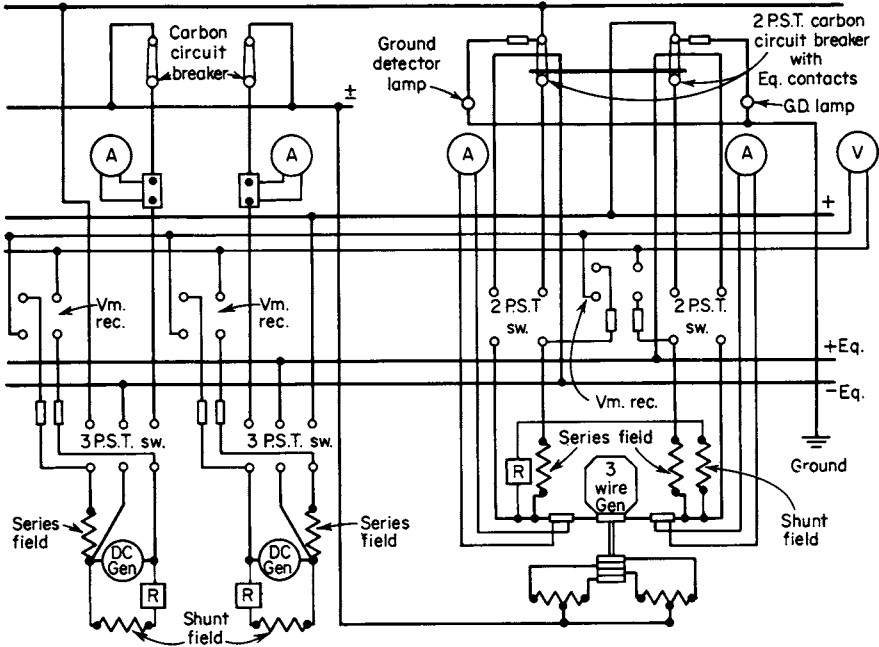 Carbon
circuit
breaker
±
A
A
Ground
detector
lamp
2 P.S.T. carbon
circuit breaker
with
Eq. contacts
G.D. lamp
A
A
V
+
Vm.
rec.
Vm.
rec.
2 P.S.T
sw.
2 P.S.T
sw.
+Eq.
−Eq.
Vm. rec.
3 P.S.T. sw.
3 P.S.T. sw.
Series field
R
3
wire
Gen
Ground
Shunt
field
Series
field
DC
Gen
R
DC
Gen
R
Series
field
Shunt
field